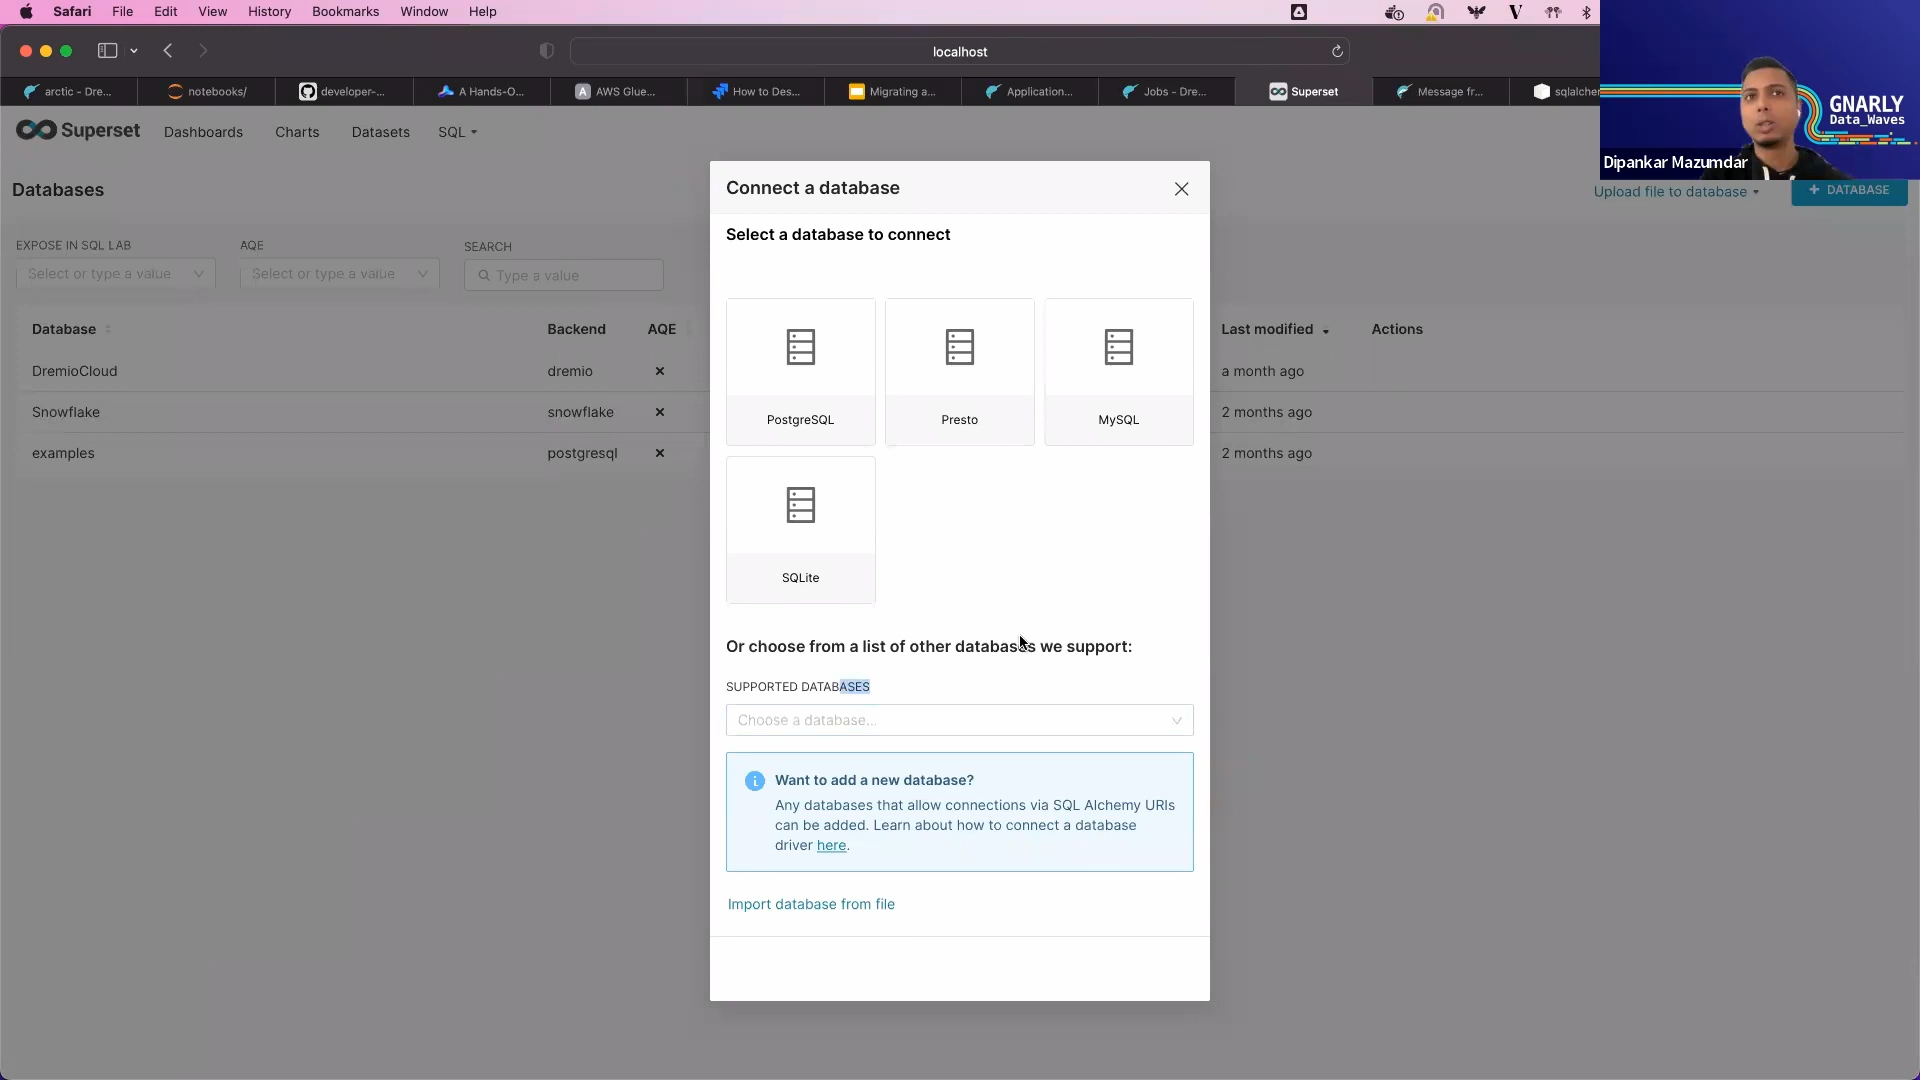 Safari File Edit View History Bookmarks Window Help
localhost
arctic - Dre...
notebooks/
developer-...
A Hands-O...
AWS Glue...
How to Des...
Migrating a...
Application...
Jobs - Dre...
Superset
Message fr...
sqlalche
GNARLY
Data_Waves
Dipankar Mazumdar
Superset Dashboards Charts Datasets SQL
Databases
Upload file to database
+ DATABASE
EXPOSE IN SQL LAB
AQE
SEARCH
Select or type a value
Select or type a value
Type a value
Database Backend AQE Last modified Actions
DremioCloud dremio × a month ago
Snowflake snowflake × 2 months ago
examples postgresql × 2 months ago
Connect a database
Select a database to connect
PostgreSQL
Presto
MySQL
SQLite
Or choose from a list of other databases we support:
SUPPORTED DATABASES
Choose a database...
Want to add a new database?
Any databases that allow connections via SQL Alchemy URIs
can be added. Learn about how to connect a database
driver here.
Import database from file